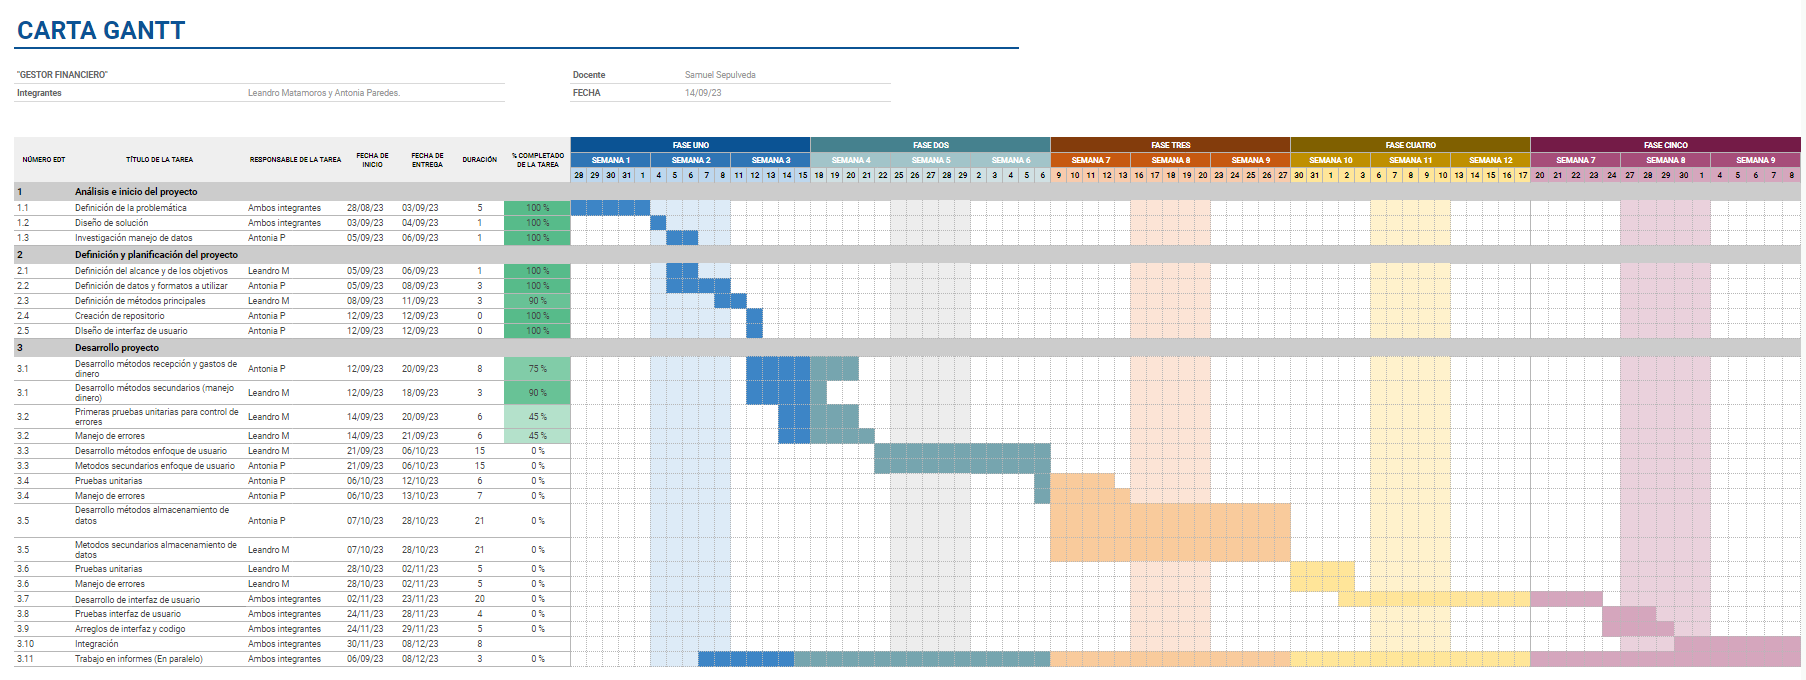 CARTA GANTT
"GESTOR FINANCIERO" Docente Samuel Sepulveda
Integrantes Leandro Matamoros y Antonia Paredes. FECHA 14/09/23
FASE UNO FASE DOS FASE TRES FASE CUATRO FASE CINCO
NÚMERO EDT TÍTULO DE LA TAREA RESPONSABLE DE LA TAREA FECHA DE INICIO FECHA DE ENTREGA DURACIÓN % COMPLETADO DE LA TAREA
SEMANA 1 SEMANA 2 SEMANA 3 SEMANA 4 SEMANA 5 SEMANA 6 SEMANA 7 SEMANA 8 SEMANA 9 SEMANA 10 SEMANA 11 SEMANA 12 SEMANA 7 SEMANA 8 SEMANA 9
28 29 30 31 1 4 5 6 7 8 11 12 13 14 15 18 19 20 21 22 25 26 27 28 29 2 3 4 5 6 9 10 11 12 13 16 17 18 19 20 23 24 25 26 27 30 31 1 2 3 6 7 8 9 10 13 14 15 16 17 20 21 22 23 24 27 28 29 30 1 4 5 6 7 8
1 Análisis e inicio del proyecto
1.1 Definición de la problemática Ambos integrantes 28/08/23 03/09/23 5 100 %
1.2 Diseño de solución Ambos integrantes 03/09/23 04/09/23 1 100 %
1.3 Investigación manejo de datos Antonia P 05/09/23 06/09/23 1 100 %
2 Definición y planificación del proyecto
2.1 Definición del alcance y de los objetivos Leandro M 05/09/23 06/09/23 1 100 %
2.2 Definición de datos y formatos a utilizar Antonia P 05/09/23 08/09/23 3 100 %
2.3 Definición de métodos principales Leandro M 08/09/23 11/09/23 3 90 %
2.4 Creación de repositorio Antonia P 12/09/23 12/09/23 0 100 %
2.5 Diseño de interfaz de usuario Antonia P 12/09/23 12/09/23 0 100 %
3 Desarrollo proyecto
3.1 Desarrollo métodos recepción y gastos de dinero Antonia P 12/09/23 20/09/23 8 75 %
3.1 Desarrollo métodos secundarios (manejo dinero) Leandro M 12/09/23 18/09/23 3 90 %
3.2 Primeras pruebas unitarias para control de errores Leandro M 14/09/23 20/09/23 6 45 %
3.2 Manejo de errores Leandro M 14/09/23 21/09/23 6 45 %
3.3 Desarrollo métodos enfoque de usuario Leandro M 21/09/23 06/10/23 15 0 %
3.3 Metodos secundarios enfoque de usuario Antonia P 21/09/23 06/10/23 15 0 %
3.4 Pruebas unitarias Antonia P 06/10/23 12/10/23 6 0 %
3.4 Manejo de errores Antonia P 06/10/23 13/10/23 7 0 %
3.5 Desarrollo métodos almacenamiento de datos Antonia P 07/10/23 28/10/23 21 0 %
3.5 Metodos secundarios almacenamiento de datos Leandro M 07/10/23 28/10/23 21 0 %
3.6 Pruebas unitarias Leandro M 28/10/23 02/11/23 5 0 %
3.6 Manejo de errores Leandro M 28/10/23 02/11/23 5 0 %
3.7 Desarrollo de interfaz de usuario Ambos integrantes 02/11/23 23/11/23 20 0 %
3.8 Pruebas interfaz de usuario Ambos integrantes 24/11/23 28/11/23 4 0 %
3.9 Arreglos de interfaz y codigo Ambos integrantes 24/11/23 29/11/23 5 0 %
3.10 Integración Ambos integrantes 30/11/23 08/12/23 8
3.11 Trabajo en informes (En paralelo) Ambos integrantes 06/09/23 08/12/23 3 0 %